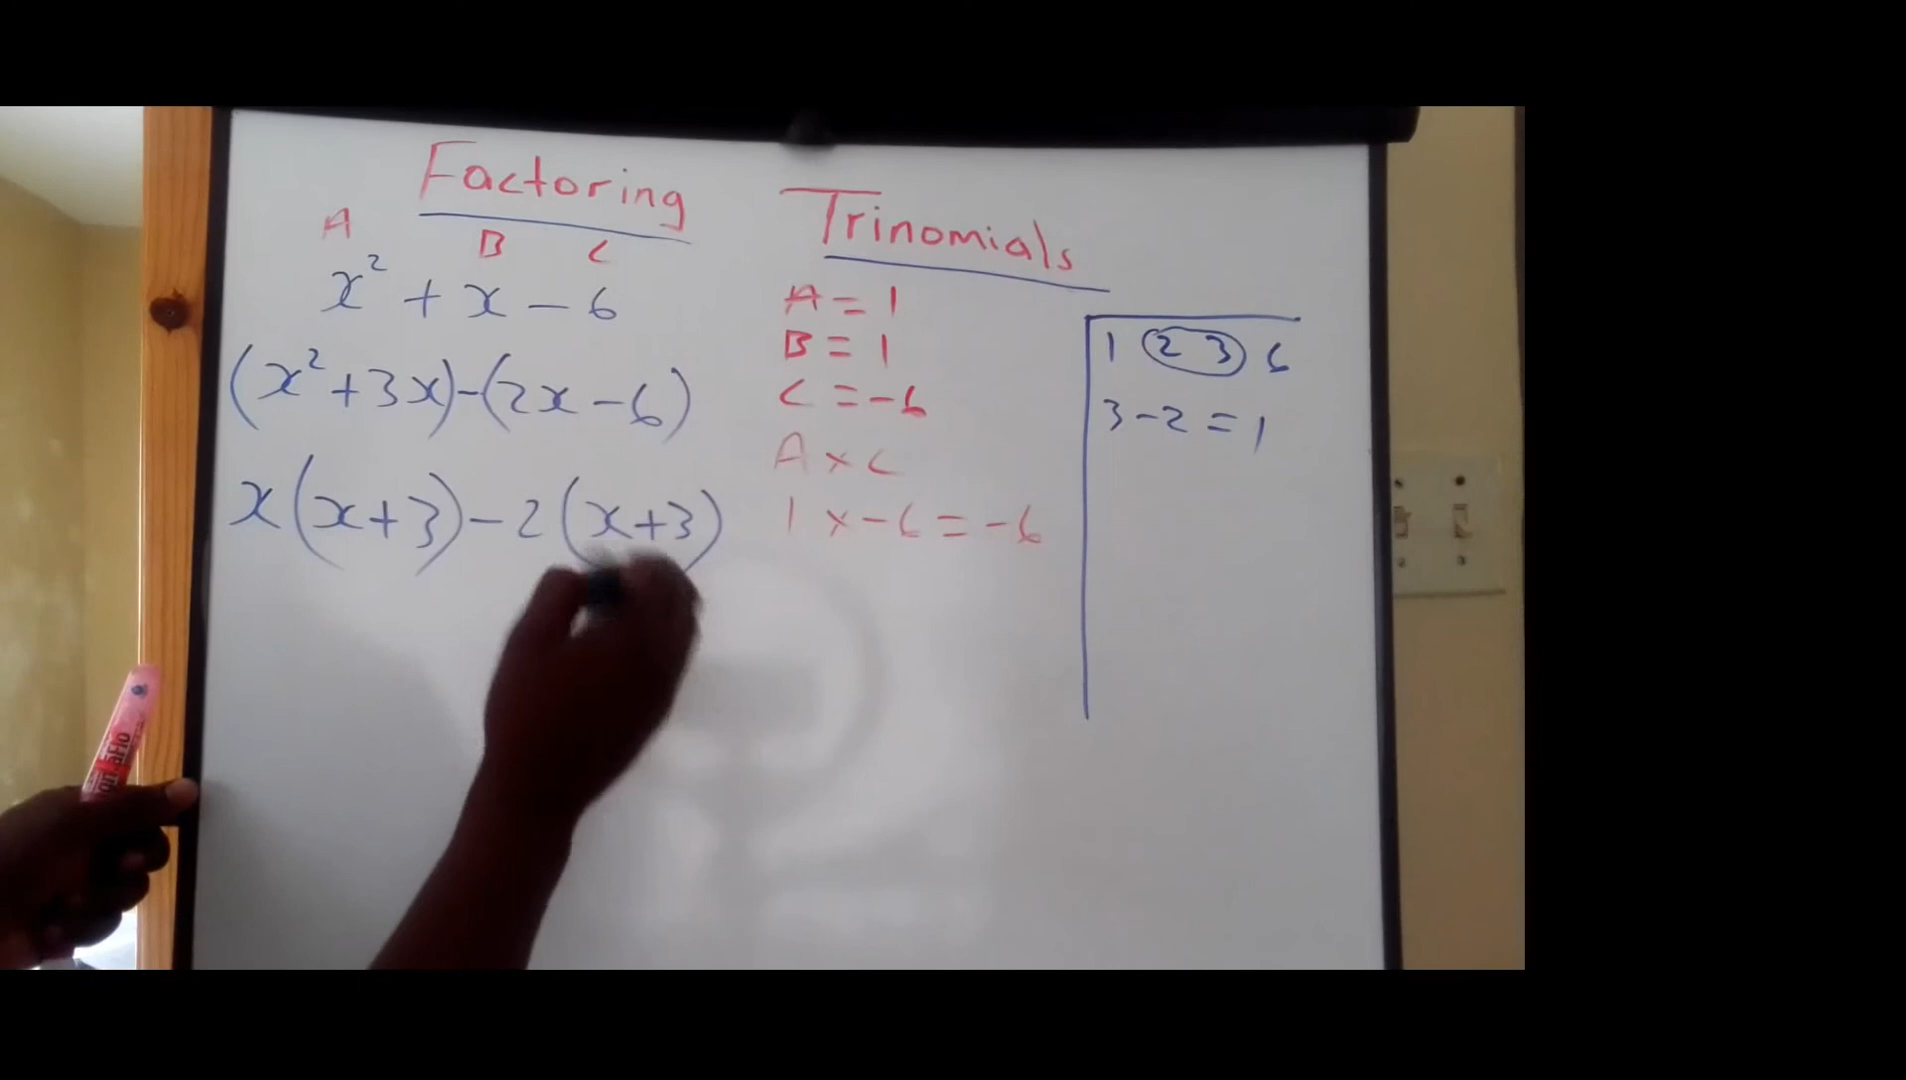 Factoring Trinomials
A B C
x² + x - 6
(x² + 3x) - (2x - 6)
x(x + 3) - 2(x + 3)
A = 1
B = 1
C = -6
A × C
1 × -6 = -6
1 2 3 6
3 - 2 = 1